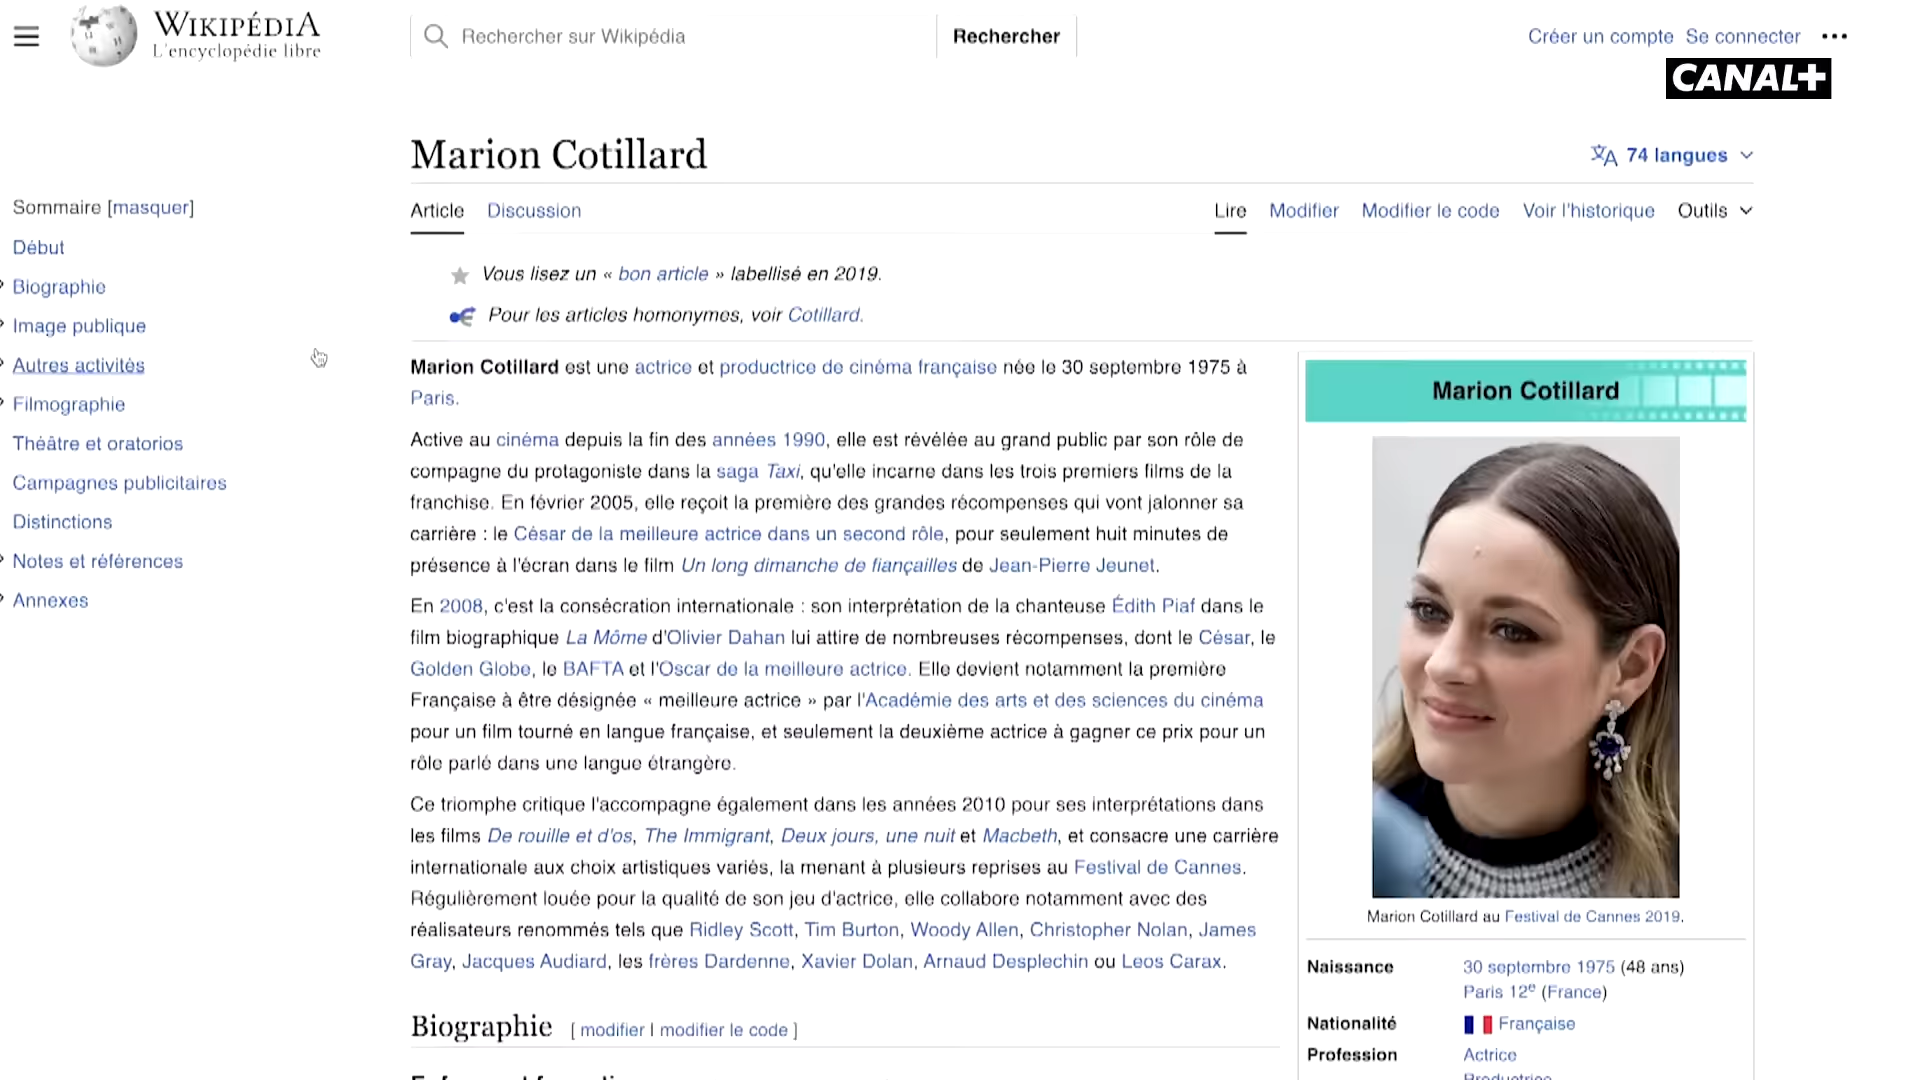 WIKIPÉDIA
L'encyclopédie libre
Rechercher sur Wikipédia
Rechercher
Créer un compte Se connecter
CANAL+
Marion Cotillard
74 langues
Sommaire [masquer]
Début
Biographie
Image publique
Autres activités
Filmographie
Théâtre et oratorios
Campagnes publicitaires
Distinctions
Notes et références
Annexes
Article Discussion
Lire Modifier Modifier le code Voir l'historique Outils
Vous lisez un « bon article » labellisé en 2019.
Pour les articles homonymes, voir Cotillard.
Marion Cotillard est une actrice et productrice de cinéma française née le 30 septembre 1975 à
Paris.
Active au cinéma depuis la fin des années 1990, elle est révélée au grand public par son rôle de
compagne du protagoniste dans la saga Taxi, qu'elle incarne dans les trois premiers films de la
franchise. En février 2005, elle reçoit la première des grandes récompenses qui vont jalonner sa
carrière : le César de la meilleure actrice dans un second rôle, pour seulement huit minutes de
présence à l'écran dans le film Un long dimanche de fiançailles de Jean-Pierre Jeunet.
En 2008, c'est la consécration internationale : son interprétation de la chanteuse Édith Piaf dans le
film biographique La Môme d'Olivier Dahan lui attire de nombreuses récompenses, dont le César, le
Golden Globe, le BAFTA et l'Oscar de la meilleure actrice. Elle devient notamment la première
Française à être désignée « meilleure actrice » par l'Académie des arts et des sciences du cinéma
pour un film tourné en langue française, et seulement la deuxième actrice à gagner ce prix pour un
rôle parlé dans une langue étrangère.
Ce triomphe critique l'accompagne également dans les années 2010 pour ses interprétations dans
les films De rouille et d'os, The Immigrant, Deux jours, une nuit et Macbeth, et consacre une carrière
internationale aux choix artistiques variés, la menant à plusieurs reprises au Festival de Cannes.
Régulièrement louée pour la qualité de son jeu d'actrice, elle collabore notamment avec des
réalisateurs renommés tels que Ridley Scott, Tim Burton, Woody Allen, Christopher Nolan, James
Gray, Jacques Audiard, les frères Dardenne, Xavier Dolan, Arnaud Desplechin ou Leos Carax.
Biographie [ modifier | modifier le code ]
Marion Cotillard
Marion Cotillard au Festival de Cannes 2019.
Naissance 30 septembre 1975 (48 ans)
Paris 12e (France)
Nationalité Française
Profession Actrice